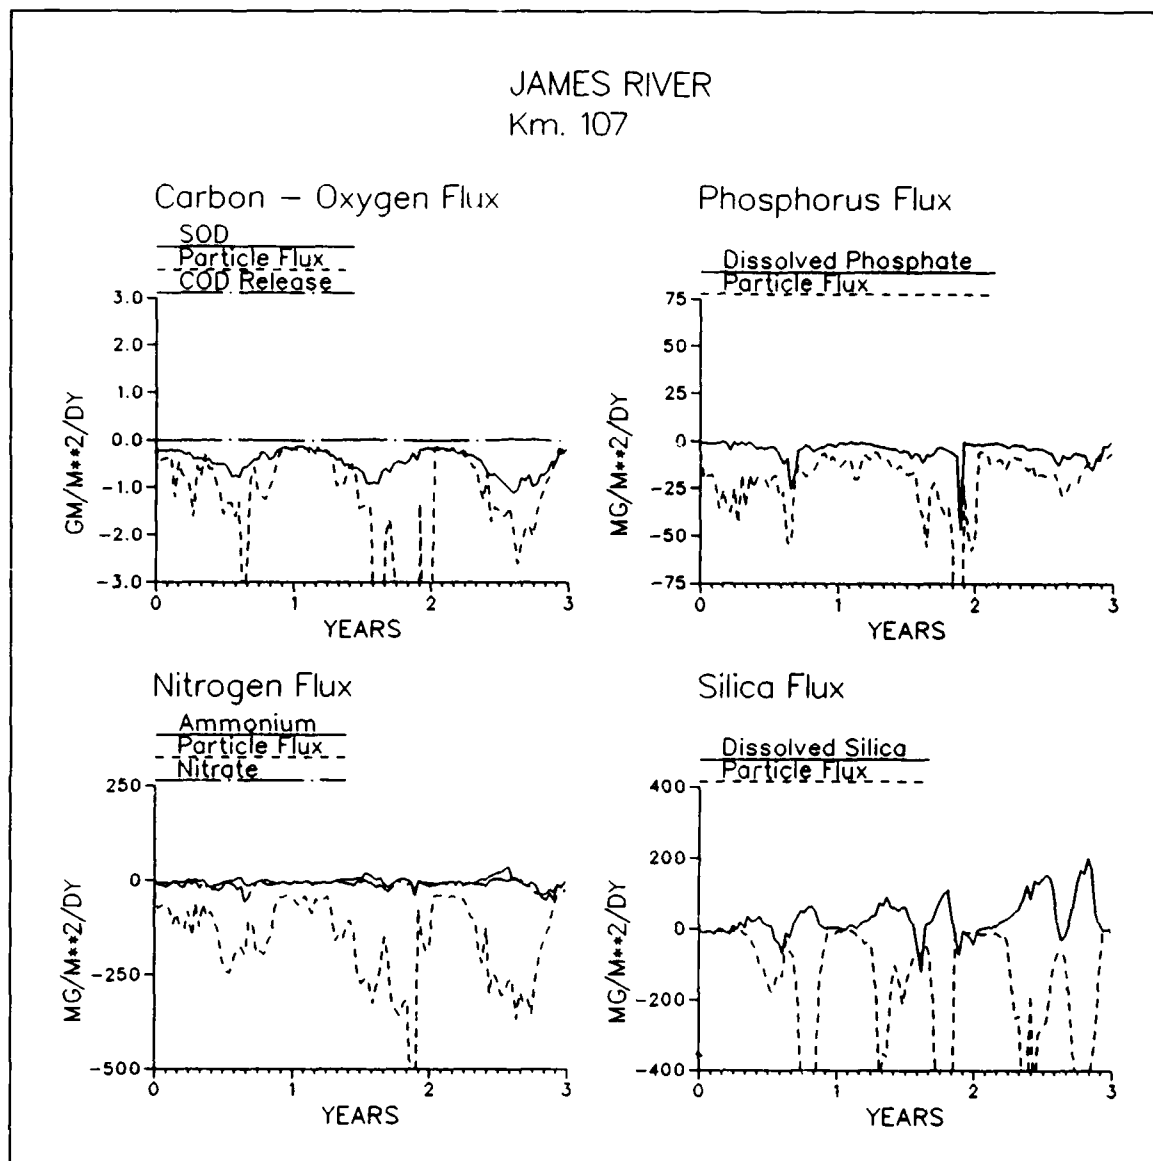 JAMES RIVER
Km. 107
Carbon – Oxygen Flux
SOD
Particle Flux
COD Release
3.0
2.0
1.0
0.0
-1.0
-2.0
-3.0
GM/M**2/DY
0 1 2 3
YEARS
Phosphorus Flux
Dissolved Phosphate
Particle Flux
75
50
25
0
-25
-50
-75
MG/M**2/DY
0 1 2 3
YEARS
Nitrogen Flux
Ammonium
Particle Flux
Nitrate
250
0
-250
-500
MG/M**2/DY
0 1 2 3
YEARS
Silica Flux
Dissolved Silica
Particle Flux
400
200
0
-200
-400
MG/M**2/DY
0 1 2 3
YEARS